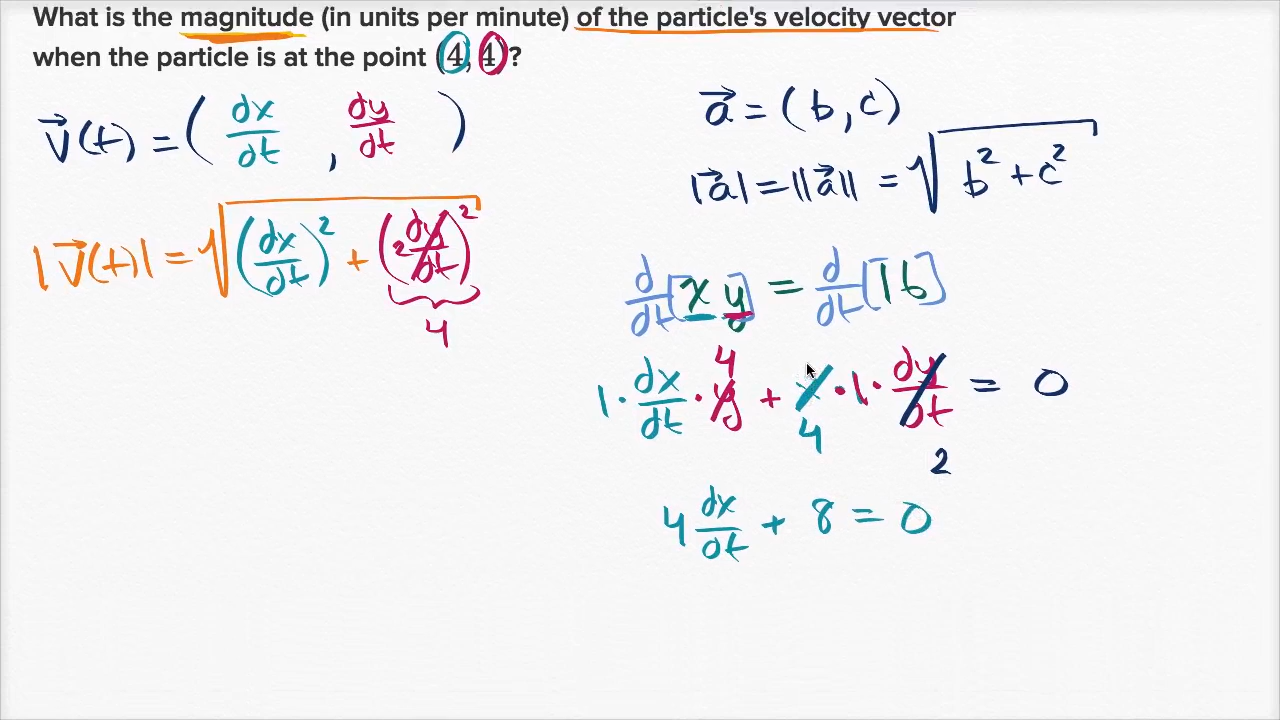 What is the magnitude (in units per minute) of the particle's velocity vector
when the particle is at the point (4, 4)?
v⃗(t) = ( dx/dt , dy/dt )
|v⃗(t)| = √((dx/dt)² + (2 dy/dt)²)
4
a⃗ = (b, c)
|a⃗| = ||a⃗|| = √(b² + c²)
d/dt [x y] = d/dt [16]
4
1 · dx/dt · y + x · 1 · dy/dt = 0
4
2
4 dx/dt + 8 = 0